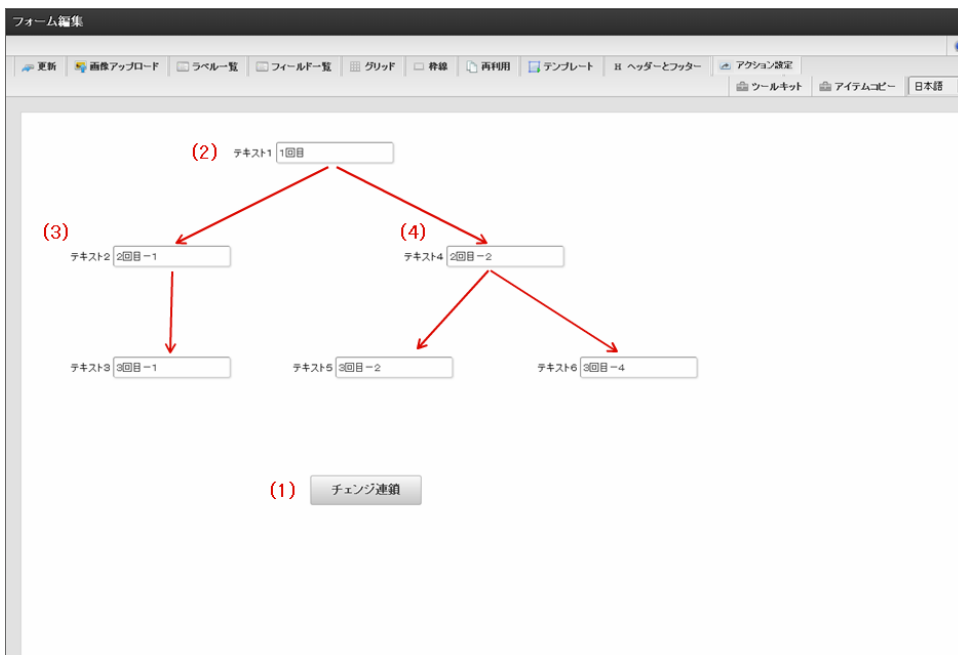 フォーム編集
更新 画像アップロード ラベル一覧 フィールド一覧 グリッド 枠線 再利用 テンプレート H ヘッダーとフッター アクション設定
ツールキット アイテムコピー 日本語
(2) テキスト1 1回目
(3) (4)
テキスト2 2回目－1 テキスト4 2回目－2
テキスト3 3回目－1 テキスト5 3回目－2 テキスト6 3回目－4
(1) チェンジ連鎖